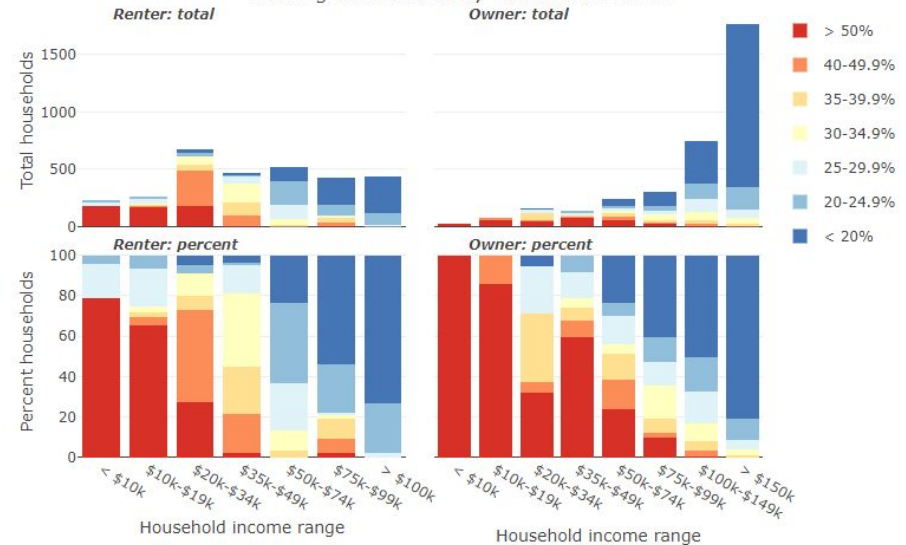 Renter: total
Owner: total
> 50%
40-49.9%
35-39.9%
30-34.9%
25-29.9%
20-24.9%
< 20%
Total households
1500
1000
500
0
Renter: percent
Owner: percent
Percent households
100
80
60
40
20
0
< $10k
$10k-$19k
$20k-$34k
$35k-$49k
$50k-$74k
$75k-$99k
> $100k
< $10k
$10k-$19k
$20k-$34k
$35k-$49k
$50k-$74k
$75k-$99k
$100k-$149k
> $150k
Household income range
Household income range